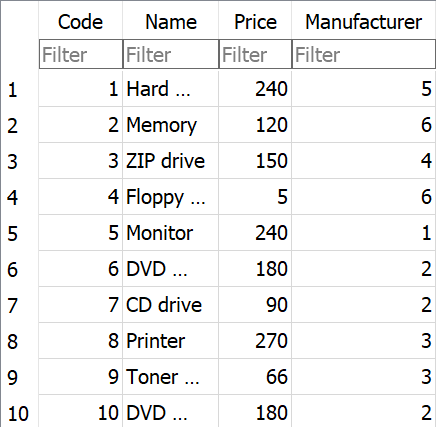 Code Name Price Manufacturer
Filter Filter Filter Filter
1 1 Hard ... 240 5
2 2 Memory 120 6
3 3 ZIP drive 150 4
4 4 Floppy ... 5 6
5 5 Monitor 240 1
6 6 DVD ... 180 2
7 7 CD drive 90 2
8 8 Printer 270 3
9 9 Toner ... 66 3
10 10 DVD ... 180 2